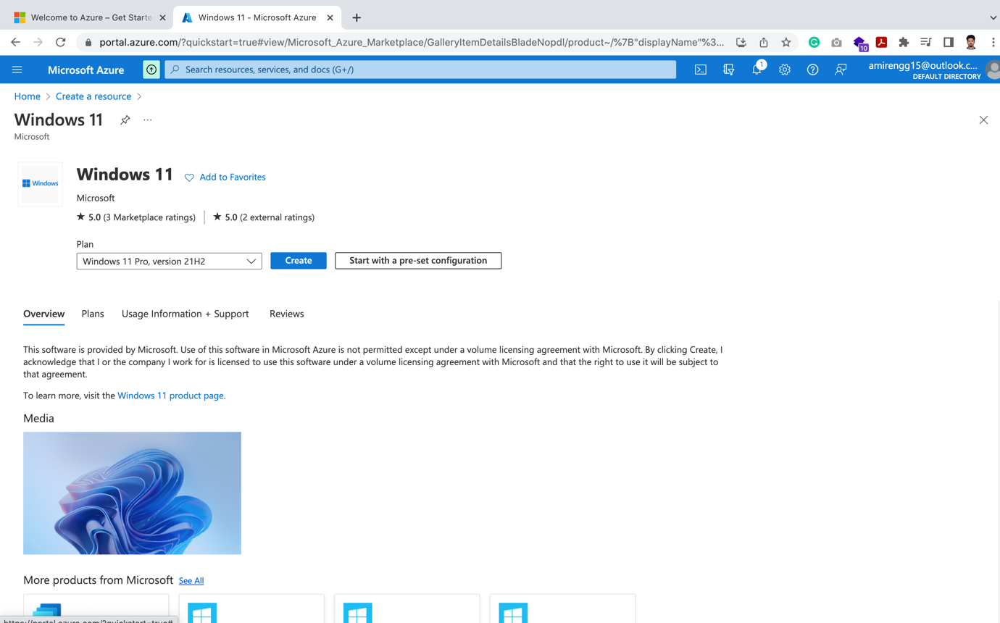 Welcome to Azure – Get Starte
Windows 11 - Microsoft Azure
portal.azure.com/?quickstart=true#view/Microsoft_Azure_Marketplace/GalleryItemDetailsBladeNopdl/product~/%7B"displayName"%3...
10
Microsoft Azure
Search resources, services, and docs (G+/)
1
amirengg15@outlook.c...
DEFAULT DIRECTORY
Home > Create a resource >
Windows 11 ...
Microsoft
Windows
Windows 11
Add to Favorites
Microsoft
★ 5.0 (3 Marketplace ratings) | ★ 5.0 (2 external ratings)
Plan
Windows 11 Pro, version 21H2
Create
Start with a pre-set configuration
Overview Plans Usage Information + Support Reviews
This software is provided by Microsoft. Use of this software in Microsoft Azure is not permitted except under a volume licensing agreement with Microsoft. By clicking Create, I
acknowledge that I or the company I work for is licensed to use this software under a volume licensing agreement with Microsoft and that the right to use it will be subject to
that agreement.
To learn more, visit the Windows 11 product page.
Media
More products from Microsoft See All
https://portal.azure.com/?quickstart=true#